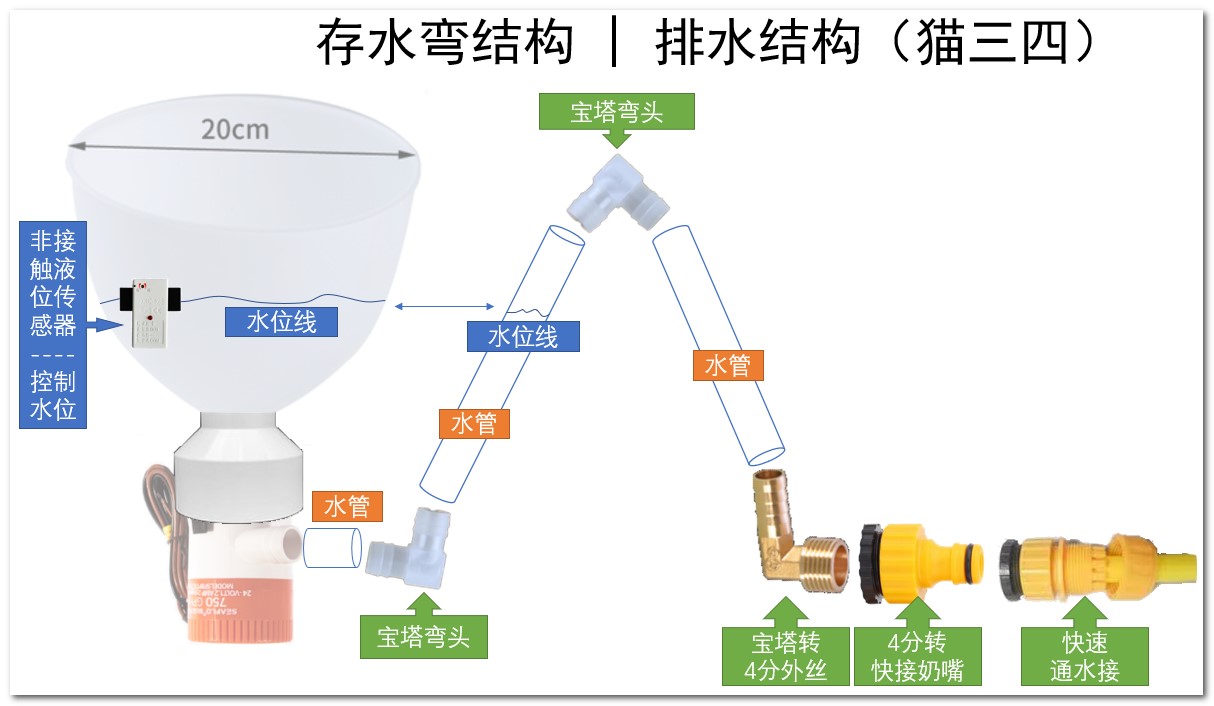 存水弯结构 | 排水结构（猫三四）
20cm
宝塔弯头
非接
触液
位传
感器
----
控制
水位
水位线
水位线
水管
水管
水管
宝塔弯头
宝塔转
4分外丝
4分转
快接奶嘴
快速
通水接